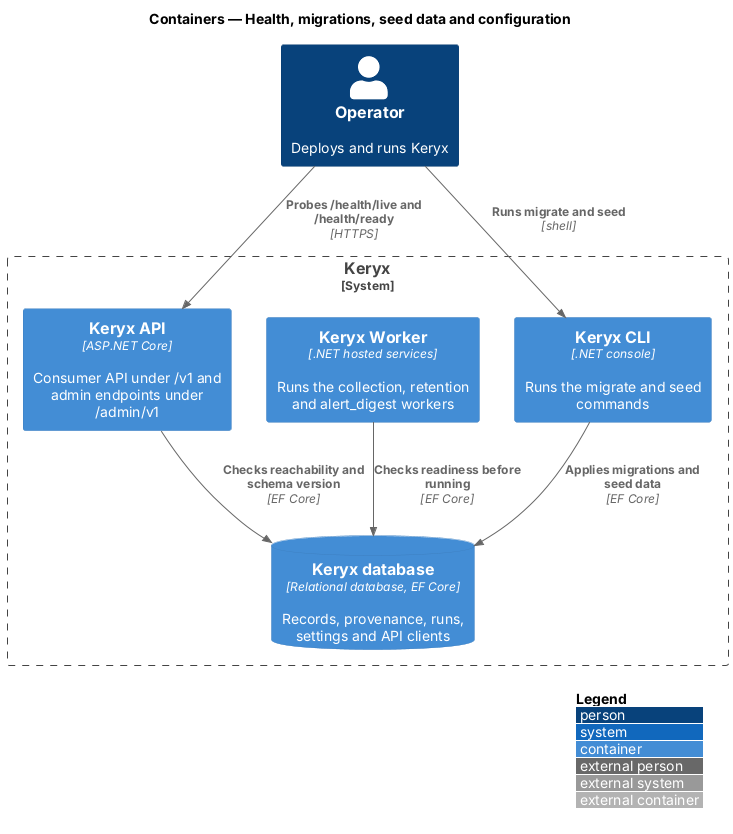 Containers — Health, migrations, seed data and configuration
Operator
Deploys and runs Keryx
Probes /health/live and
/health/ready
[HTTPS]
Runs migrate and seed
[shell]
Keryx
[System]
Keryx API
[ASP.NET Core]
Consumer API under /v1 and
admin endpoints under
/admin/v1
Keryx Worker
[.NET hosted services]
Runs the collection, retention
and alert_digest workers
Keryx CLI
[.NET console]
Runs the migrate and seed
commands
Checks reachability and
schema version
[EF Core]
Checks readiness before
running
[EF Core]
Applies migrations and
seed data
[EF Core]
Keryx database
[Relational database, EF Core]
Records, provenance, runs,
settings and API clients
Legend
person
system
container
external person
external system
external container